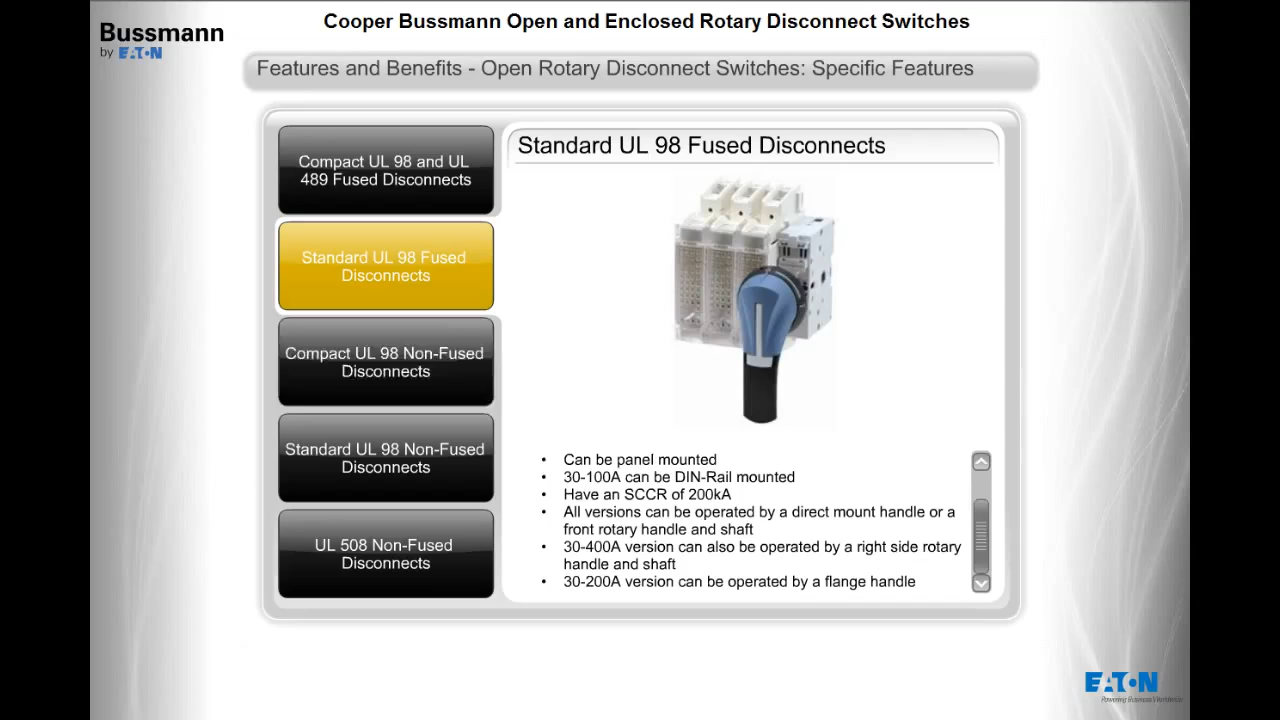 Bussmann
by EATON
Cooper Bussmann Open and Enclosed Rotary Disconnect Switches
Features and Benefits - Open Rotary Disconnect Switches: Specific Features
Compact UL 98 and UL
489 Fused Disconnects
Standard UL 98 Fused
Disconnects
Compact UL 98 Non-Fused
Disconnects
Standard UL 98 Non-Fused
Disconnects
UL 508 Non-Fused
Disconnects
Standard UL 98 Fused Disconnects
• Can be panel mounted
• 30-100A can be DIN-Rail mounted
• Have an SCCR of 200kA
• All versions can be operated by a direct mount handle or a
front rotary handle and shaft
• 30-400A version can also be operated by a right side rotary
handle and shaft
• 30-200A version can be operated by a flange handle
EATON
Powering Business Worldwide